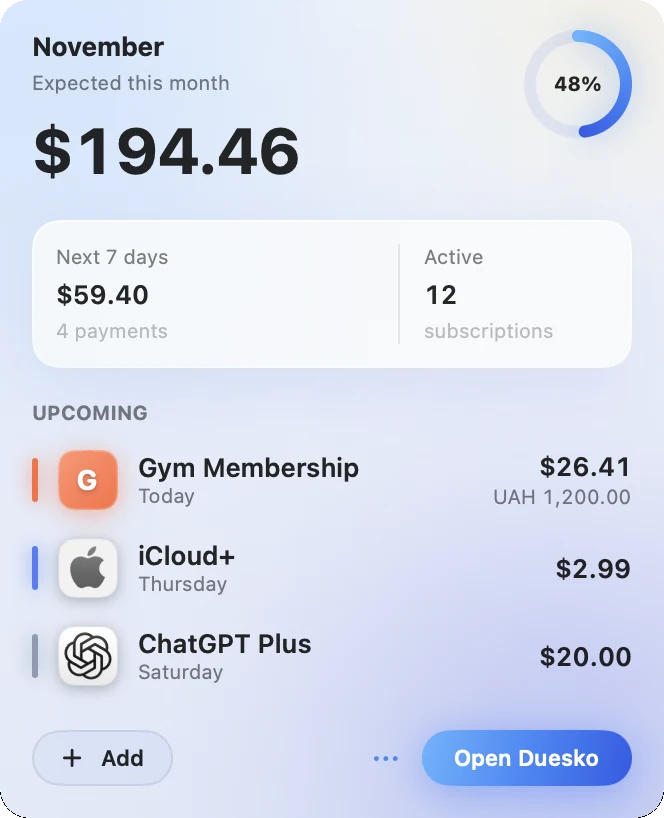 November
Expected this month
$194.46
48%
Next 7 days
$59.40
4 payments
Active
12
subscriptions
UPCOMING
G
Gym Membership
Today
$26.41
UAH 1,200.00
iCloud+
Thursday
$2.99
ChatGPT Plus
Saturday
$20.00
+ Add
•••
Open Duesko